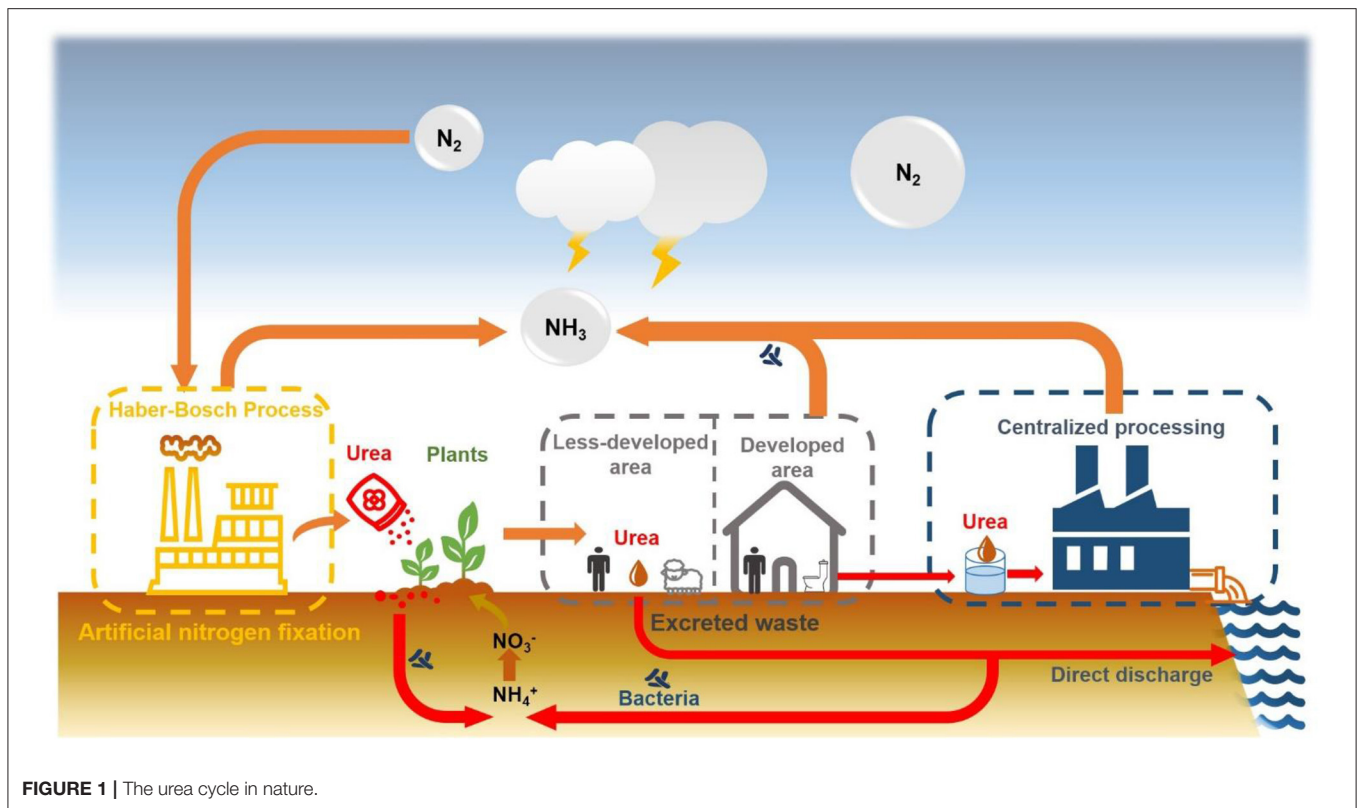 N₂
N₂
NH₃
Haber-Bosch Process
Urea
Plants
Less-developed
area
Developed
area
Centralized processing
Urea
Urea
Artificial nitrogen fixation
Excreted waste
NO₃⁻
NH₄⁺
Bacteria
Direct discharge
FIGURE 1 | The urea cycle in nature.